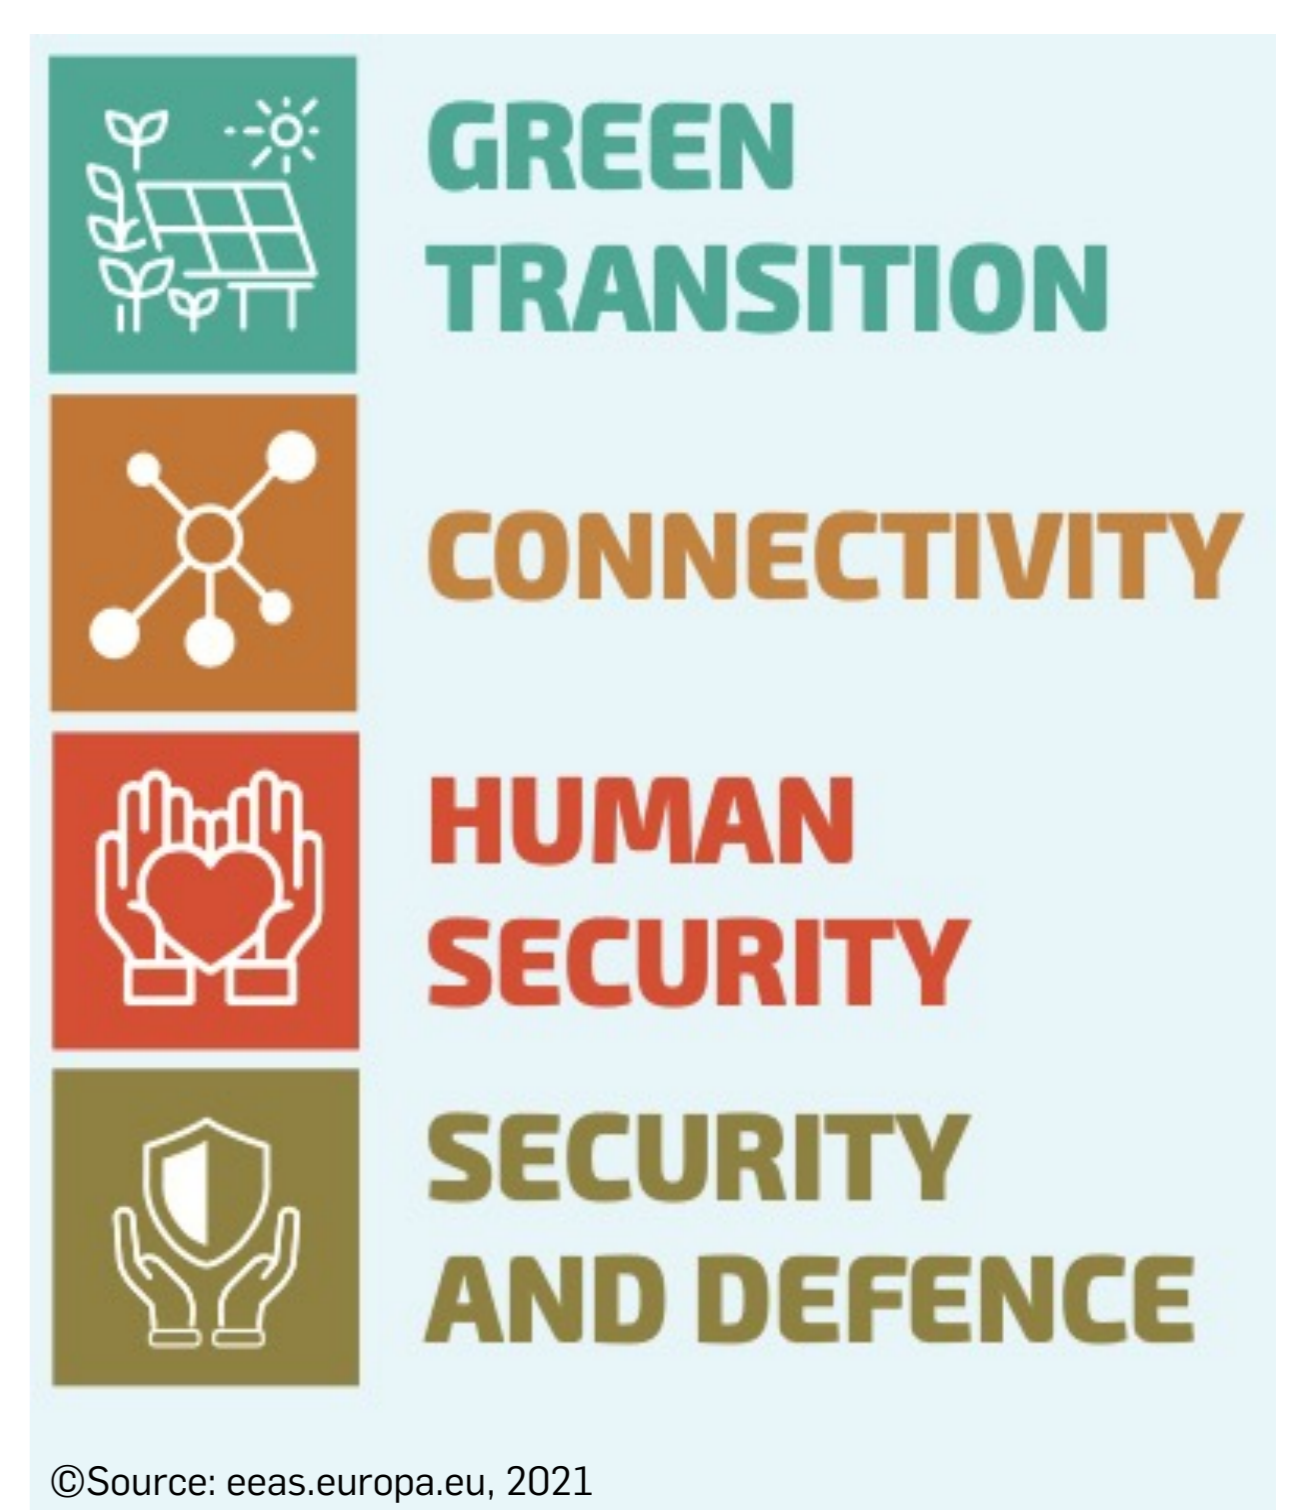 GREEN
TRANSITION
CONNECTIVITY
HUMAN
SECURITY
SECURITY
AND DEFENCE
©Source: eeas.europa.eu, 2021